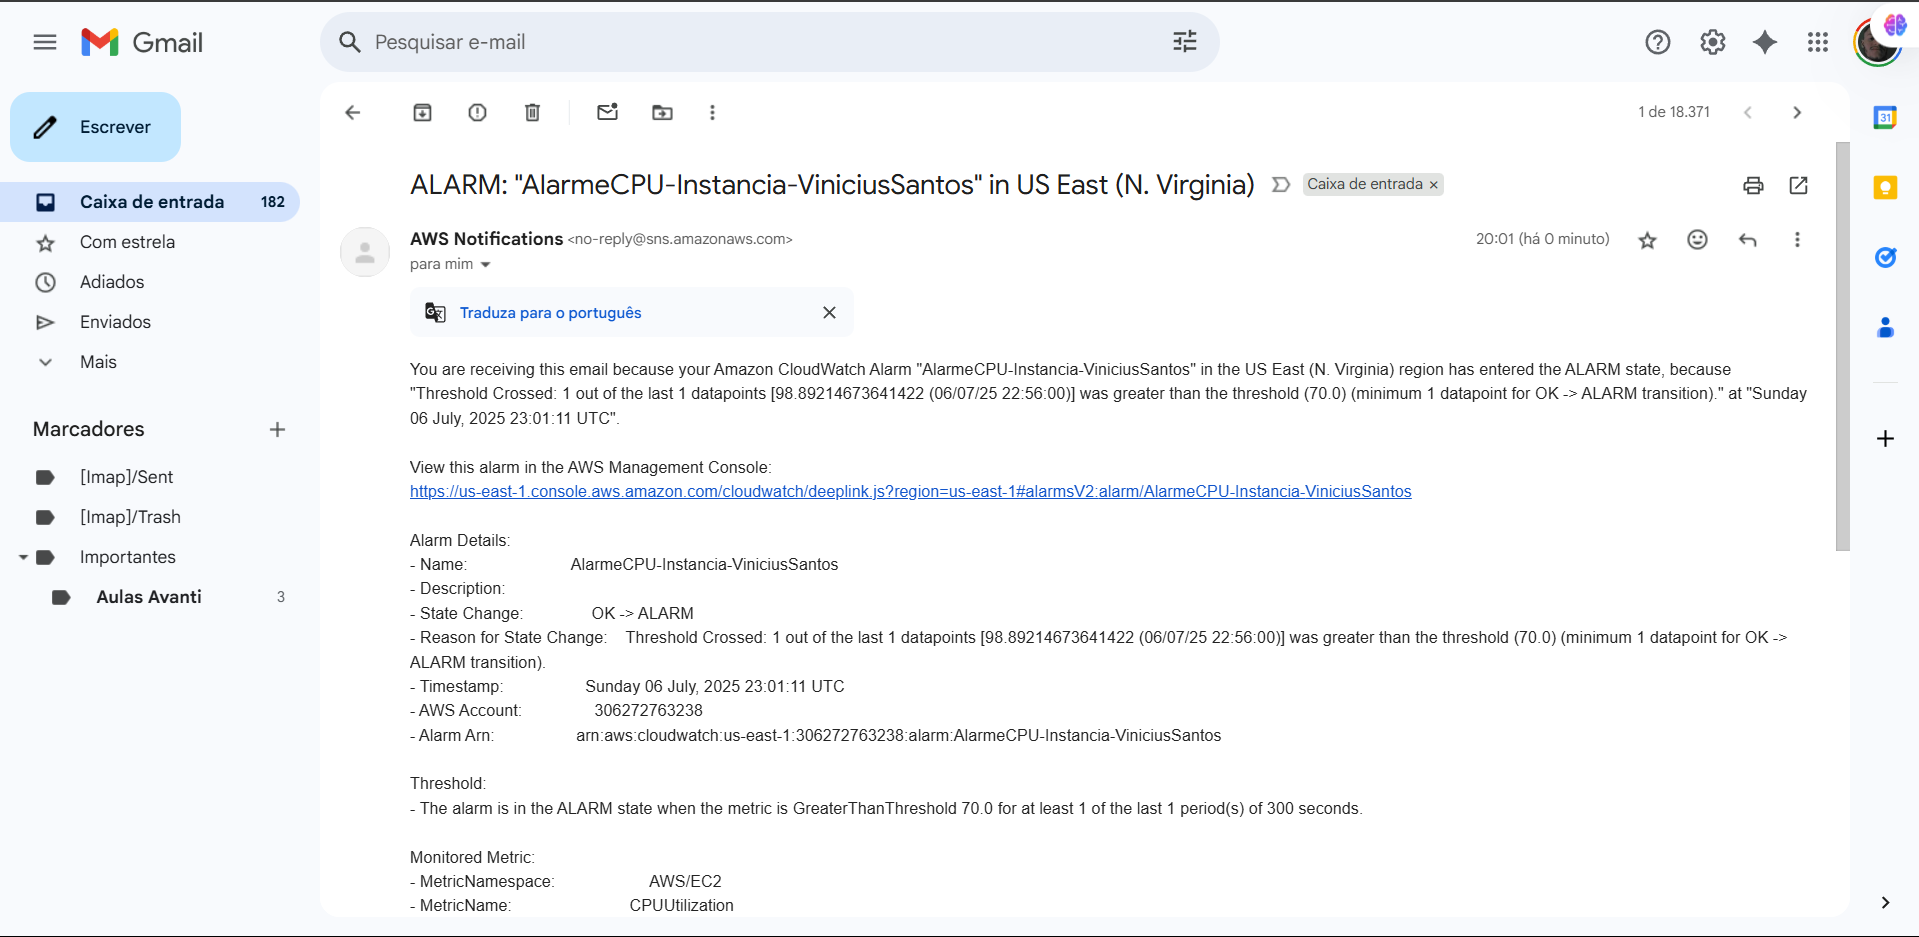 Gmail
Pesquisar e-mail
Escrever
Caixa de entrada 182
Com estrela
Adiados
Enviados
Mais
Marcadores
[Imap]/Sent
[Imap]/Trash
Importantes
Aulas Avanti 3
1 de 18.371
ALARM: "AlarmeCPU-Instancia-ViniciusSantos" in US East (N. Virginia) Caixa de entrada ×
AWS Notifications <no-reply@sns.amazonaws.com> 20:01 (há 0 minuto)
para mim
Traduza para o português
You are receiving this email because your Amazon CloudWatch Alarm "AlarmeCPU-Instancia-ViniciusSantos" in the US East (N. Virginia) region has entered the ALARM state, because
"Threshold Crossed: 1 out of the last 1 datapoints [98.89214673641422 (06/07/25 22:56:00)] was greater than the threshold (70.0) (minimum 1 datapoint for OK -> ALARM transition)." at "Sunday
06 July, 2025 23:01:11 UTC".
View this alarm in the AWS Management Console:
https://us-east-1.console.aws.amazon.com/cloudwatch/deeplink.js?region=us-east-1#alarmsV2:alarm/AlarmeCPU-Instancia-ViniciusSantos
Alarm Details:
- Name: AlarmeCPU-Instancia-ViniciusSantos
- Description:
- State Change: OK -> ALARM
- Reason for State Change: Threshold Crossed: 1 out of the last 1 datapoints [98.89214673641422 (06/07/25 22:56:00)] was greater than the threshold (70.0) (minimum 1 datapoint for OK ->
ALARM transition).
- Timestamp: Sunday 06 July, 2025 23:01:11 UTC
- AWS Account: 306272763238
- Alarm Arn: arn:aws:cloudwatch:us-east-1:306272763238:alarm:AlarmeCPU-Instancia-ViniciusSantos
Threshold:
- The alarm is in the ALARM state when the metric is GreaterThanThreshold 70.0 for at least 1 of the last 1 period(s) of 300 seconds.
Monitored Metric:
- MetricNamespace: AWS/EC2
- MetricName: CPUUtilization
31